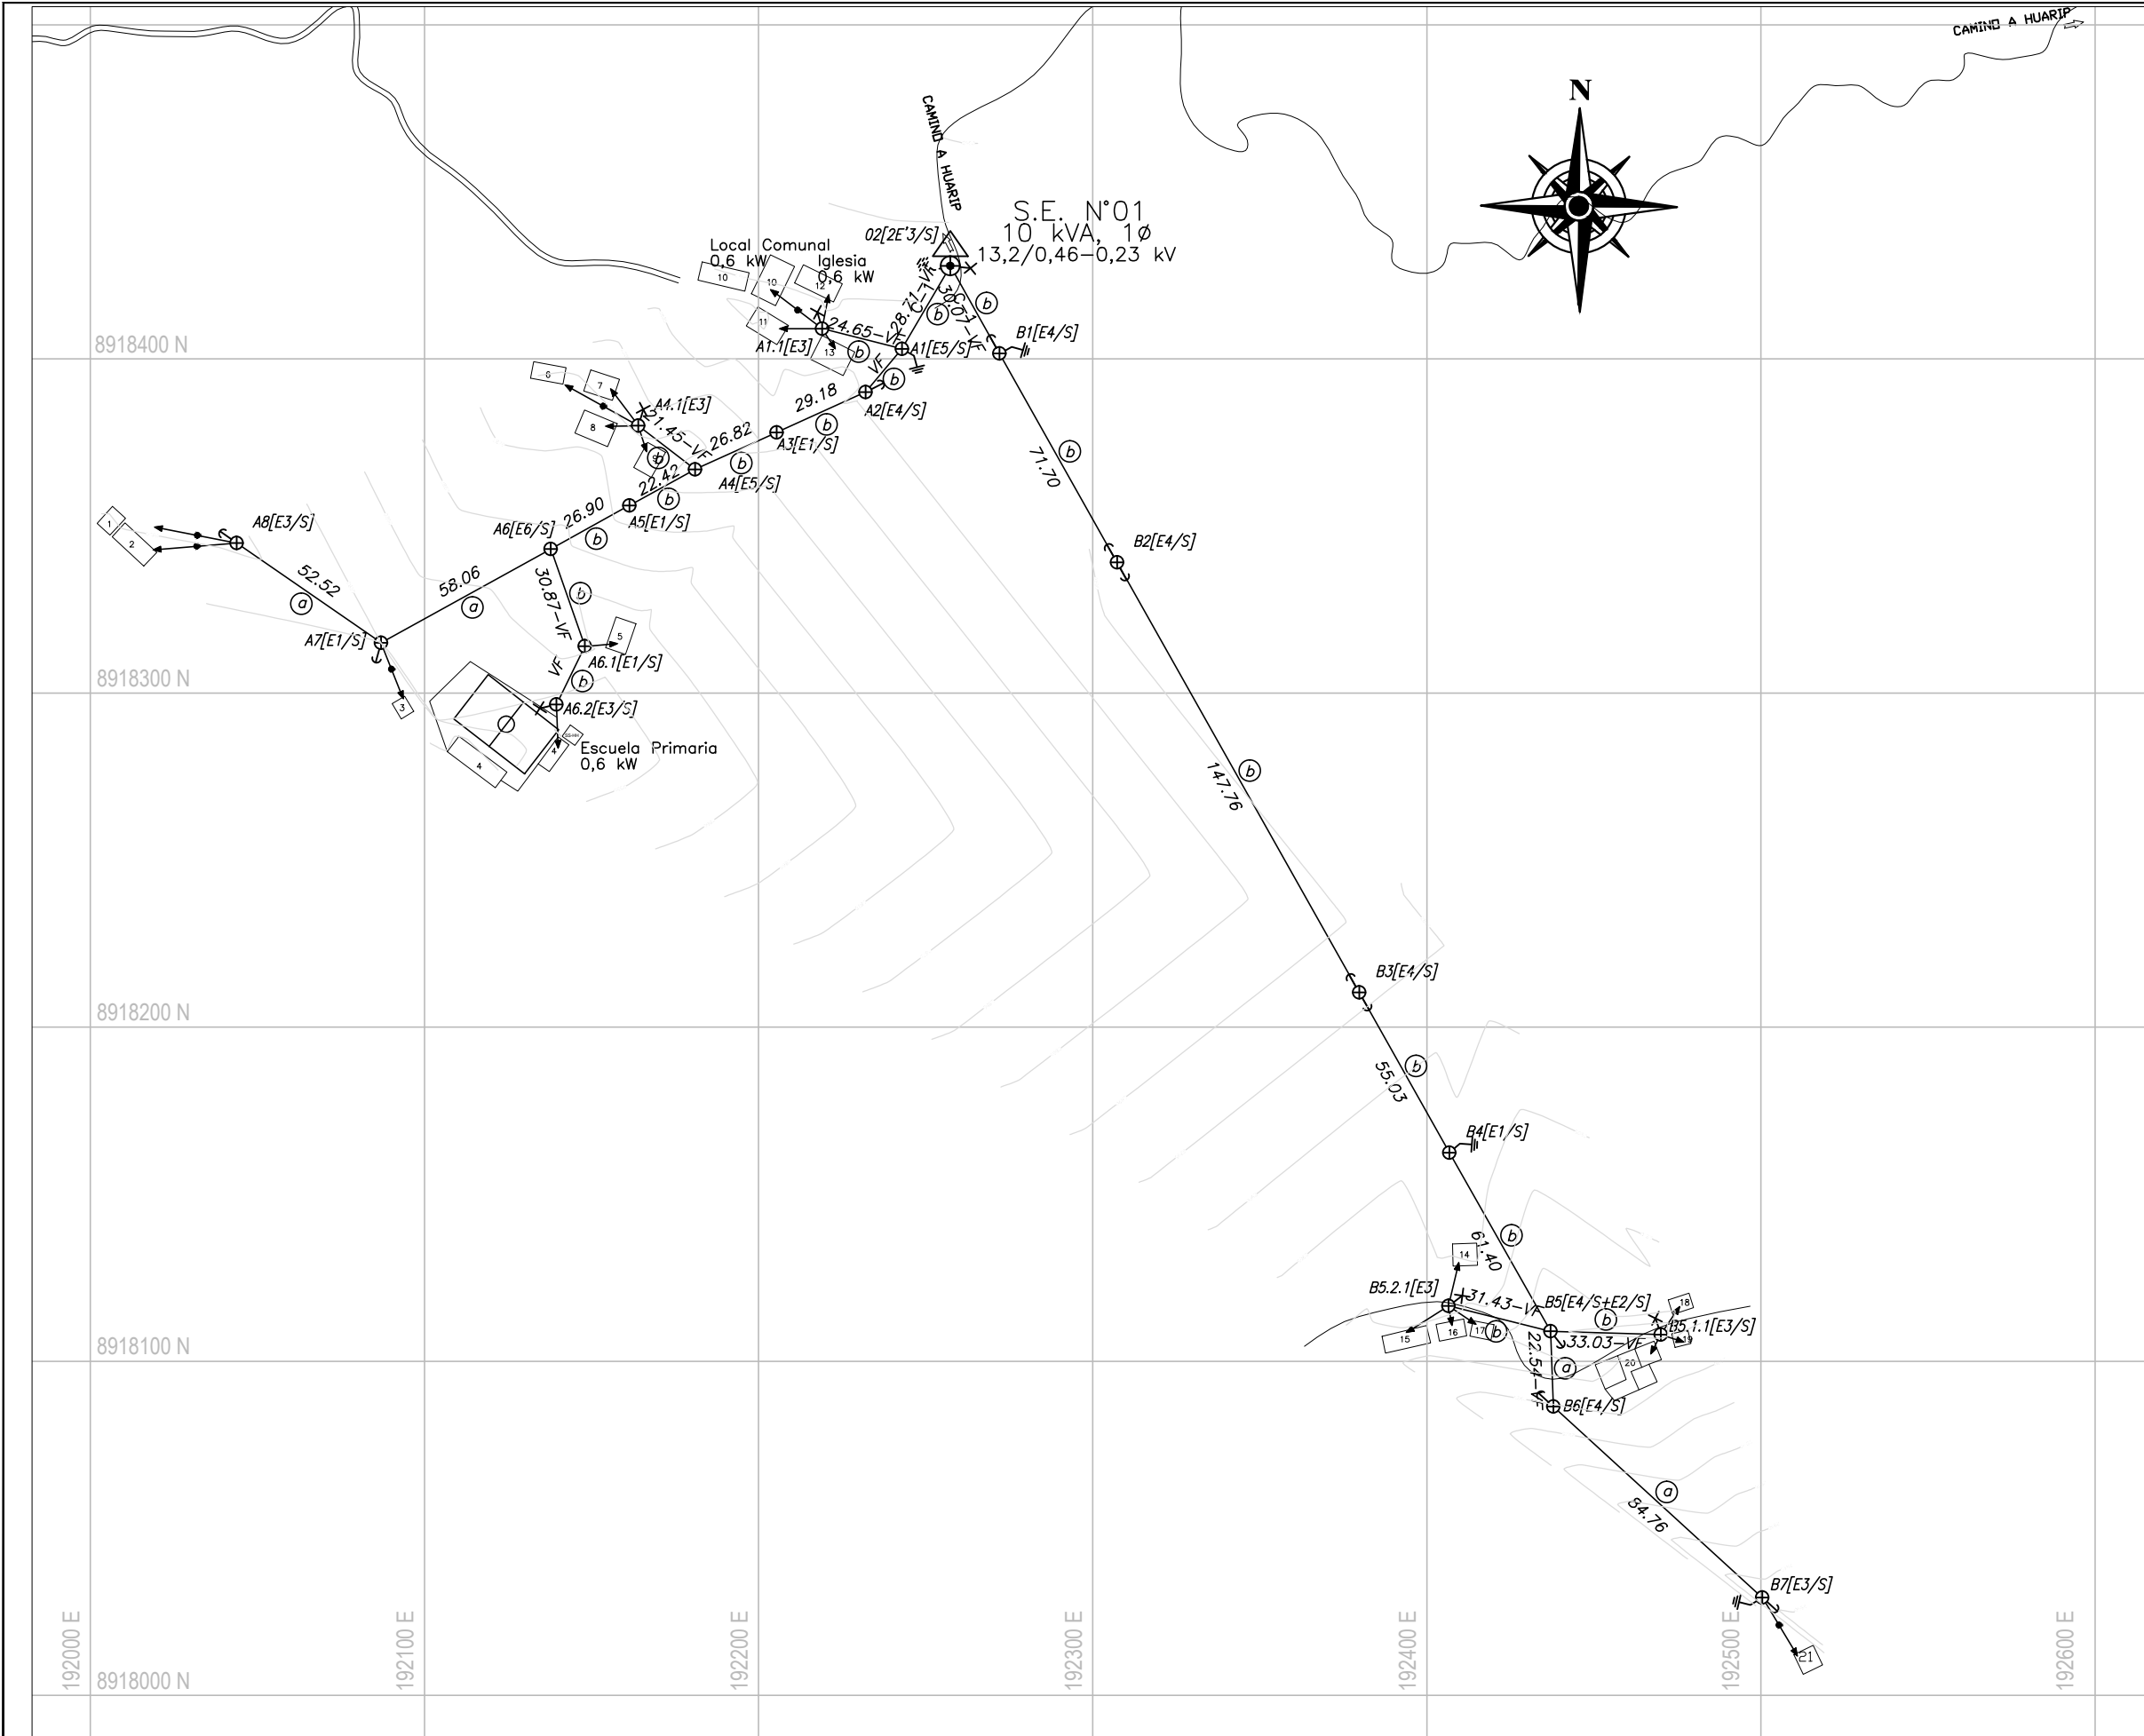 CAMINO A HUARIP
N
CAMINO A HUARIP
S.E. N°01
10 kVA, 1ø
13,2/0,46-0,23 kV
02[2E'3/S]
Local Comunal
0,6 kW
Iglesia
0,6 kW
10
10
12
11
13
A1.1[E3]
24.65-VF
28.71-VF
C-1
b
30.07-VF
b
B1[E4/S]
8918400 N
A1[E5/S]
b
VF
b
6
7
8
A4.1[E3]
21.45-VF
b
29.18
A2[E4/S]
b
26.82
A3[E1/S]
b
71.70
b
22.42
A4[E5/S]
b
26.90
A5[E1/S]
b
A6[E6/S]
1
2
A8[E3/S]
B2[E4/S]
52.52
a
58.06
a
30.87-VF
b
A7[E1/S]
5
A6.1[E1/S]
VF
b
8918300 N
3
A6.2[E3/S]
4
4
Escuela Primaria
0,6 kW
147.76
b
B3[E4/S]
8918200 N
55.03
b
B4[E1/S]
61.40
b
14
B5.2.1[E3]
31.43-VF
B5[E4/S+E2/S]
b
18
15
16
17
b
B5.1.1[E3/S]
19
33.03-VF
20
8918100 N
22.54-VF
a
B6[E4/S]
84.76
a
B7[E3/S]
21
8918000 N
192000 E
192100 E
192200 E
192300 E
192400 E
192500 E
192600 E